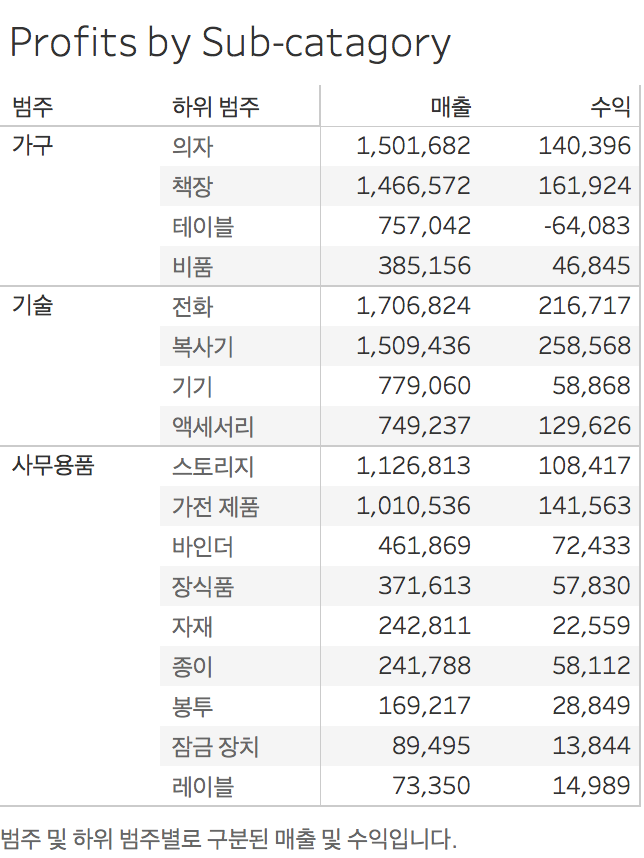 Profits by Sub-catagory
범주 하위 범주 매출 수익
가구 의자 1,501,682 140,396
책장 1,466,572 161,924
테이블 757,042 -64,083
비품 385,156 46,845
기술 전화 1,706,824 216,717
복사기 1,509,436 258,568
기기 779,060 58,868
액세서리 749,237 129,626
사무용품 스토리지 1,126,813 108,417
가전 제품 1,010,536 141,563
바인더 461,869 72,433
장식품 371,613 57,830
자재 242,811 22,559
종이 241,788 58,112
봉투 169,217 28,849
잠금 장치 89,495 13,844
레이블 73,350 14,989
범주 및 하위 범주별로 구분된 매출 및 수익입니다.